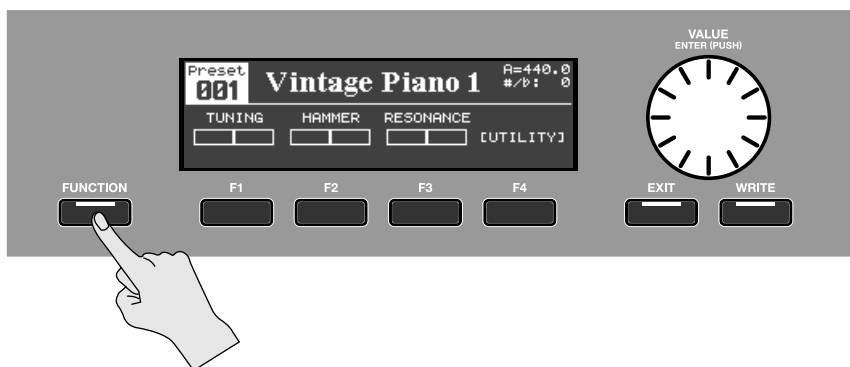 VALUE
ENTER (PUSH)
Preset
001
Vintage Piano 1
A=440.0
#/b: 0
TUNING HAMMER RESONANCE
[UTILITY]
FUNCTION F1 F2 F3 F4 EXIT WRITE